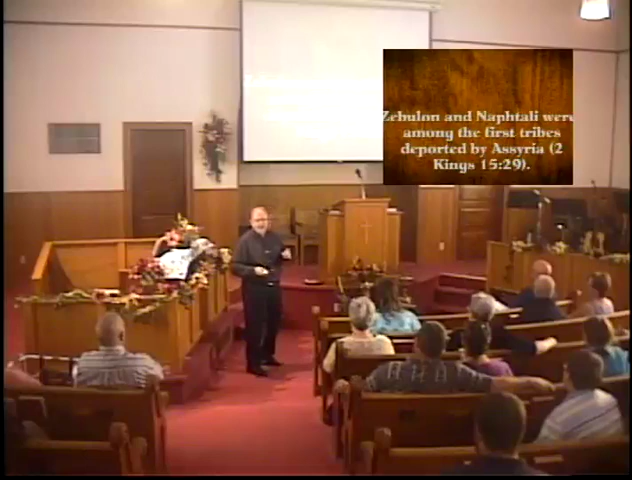 Zebulon and Naphtali were
among the first tribes
deported by Assyria (2
Kings 15:29).